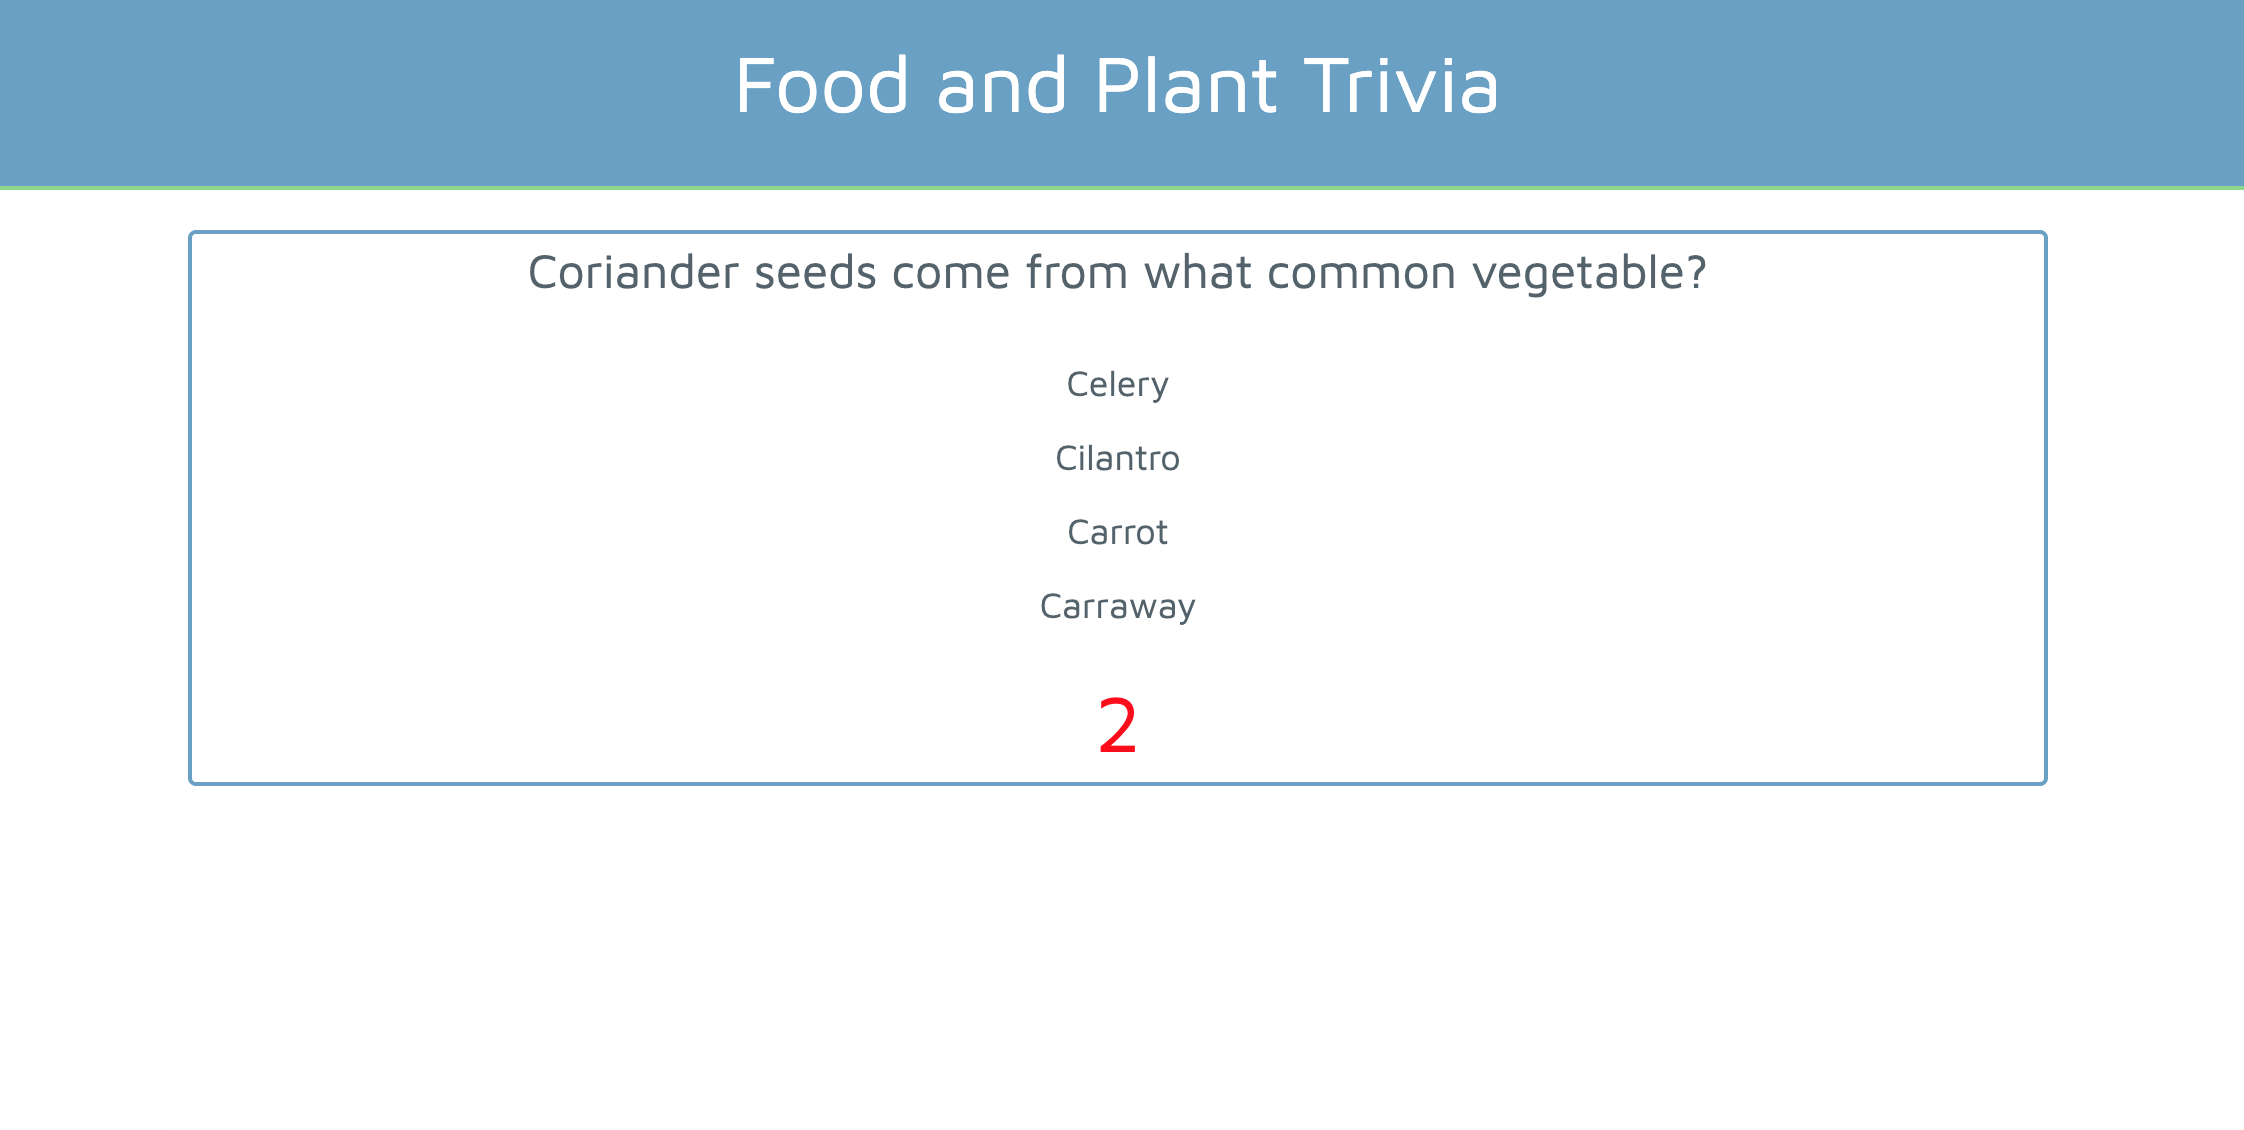 Food and Plant Trivia
Coriander seeds come from what common vegetable?
Celery
Cilantro
Carrot
Carraway
2